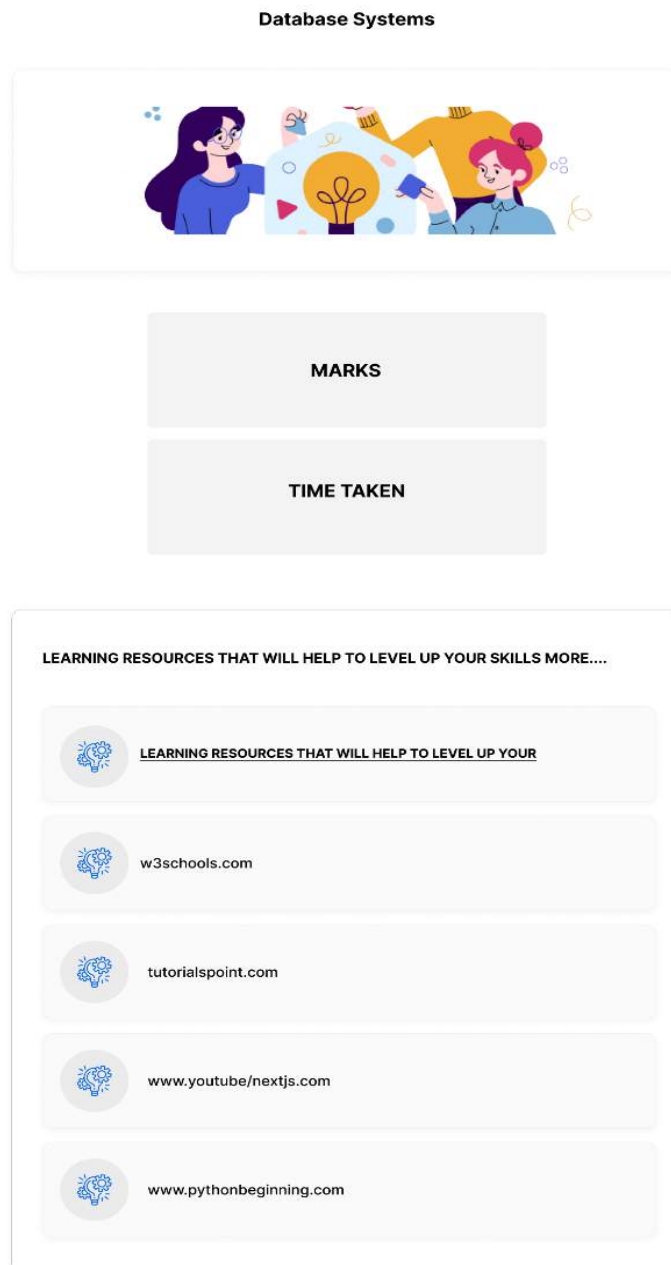 Database Systems
MARKS
TIME TAKEN
LEARNING RESOURCES THAT WILL HELP TO LEVEL UP YOUR SKILLS MORE....
LEARNING RESOURCES THAT WILL HELP TO LEVEL UP YOUR
w3schools.com
tutorialspoint.com
www.youtube/nextjs.com
www.pythonbeginning.com